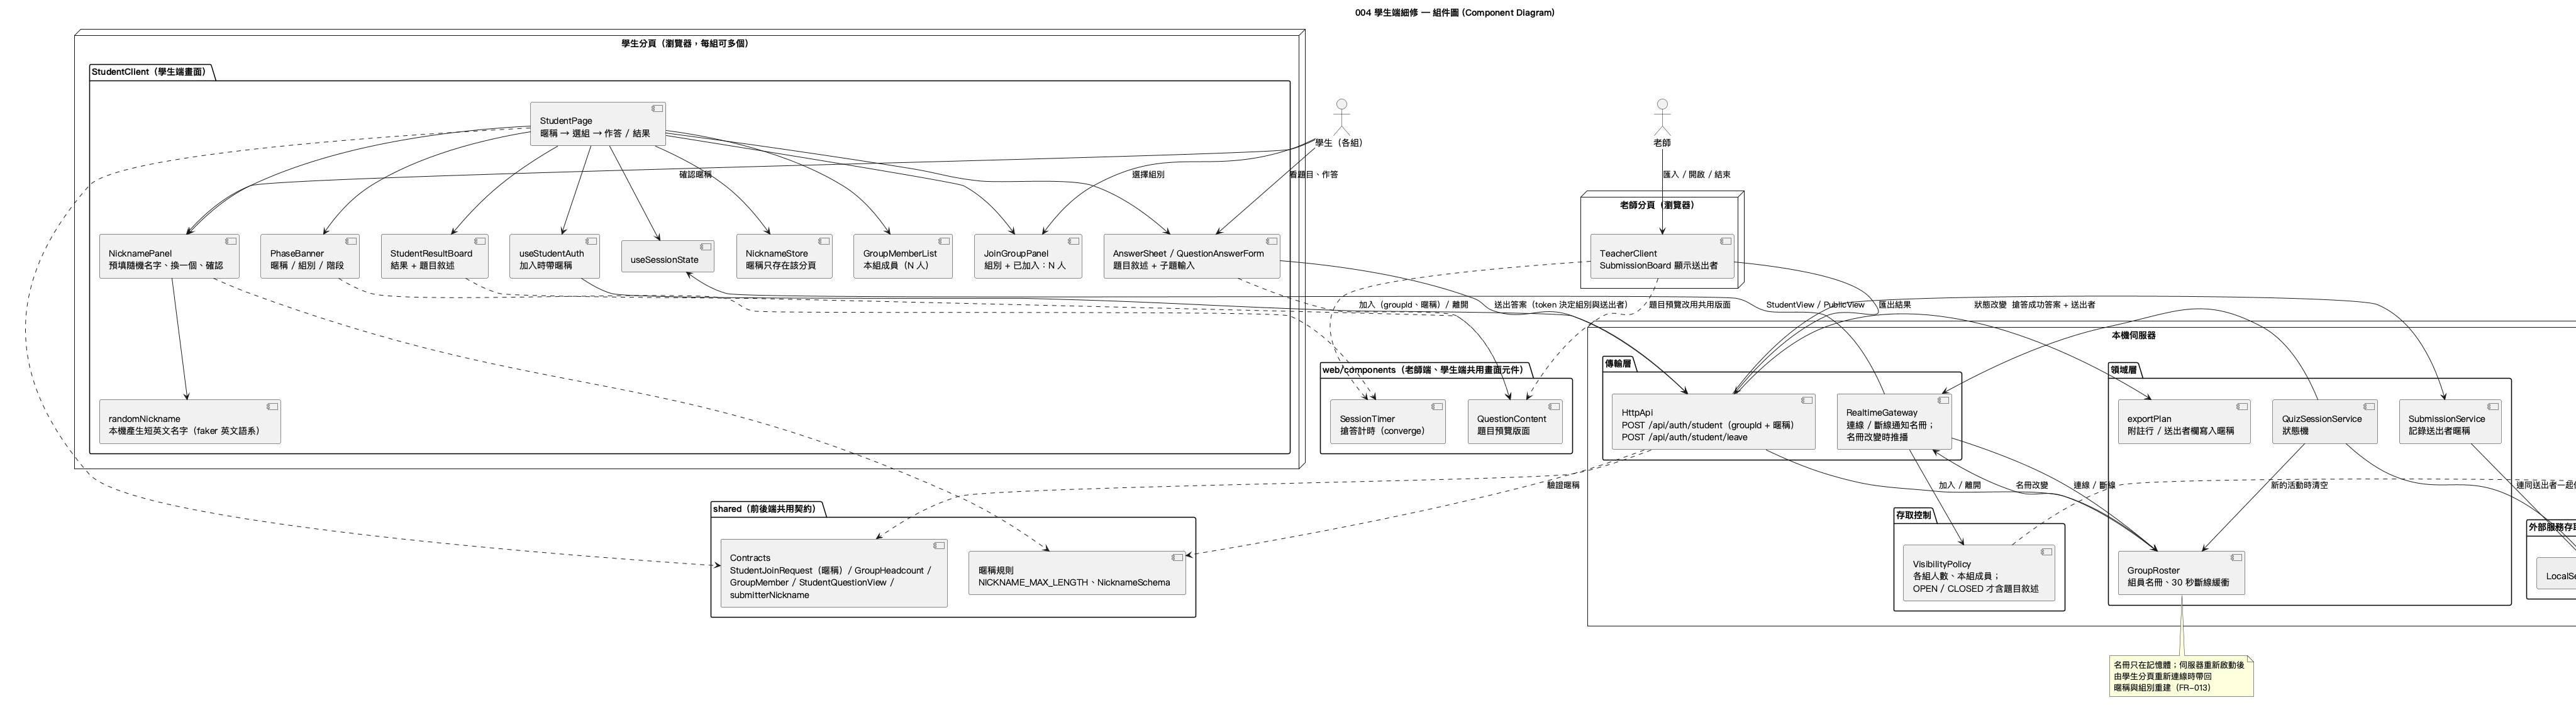 004 學生端細修 — 組件圖 (Component Diagram)
學生分頁（瀏覽器，每組可多個）
StudentClient（學生端畫面）
StudentPage
暱稱 → 選組 → 作答 / 結果
學生（各組）
老師
確認暱稱
選擇組別
看題目、作答
匯入 / 開啟 / 結束
老師分頁（瀏覽器）
TeacherClient
SubmissionBoard 顯示送出者
NicknamePanel
預填隨機名字、換一個、確認
PhaseBanner
暱稱 / 組別 / 階段
StudentResultBoard
結果 + 題目敘述
useStudentAuth
加入時帶暱稱
useSessionState
NicknameStore
暱稱只存在該分頁
GroupMemberList
本組成員（N 人）
JoinGroupPanel
組別 + 已加入：N 人
AnswerSheet / QuestionAnswerForm
題目敘述 + 子題輸入
加入（groupId、暱稱）/ 離開
送出答案（token 決定組別與送出者）
題目預覽改用共用版面
StudentView / PublicView
匯出結果
狀態改變
搶答成功答案 + 送出者
本機伺服器
web/components（老師端、學生端共用畫面元件）
SessionTimer
搶答計時（converge）
QuestionContent
題目預覽版面
傳輸層
HttpApi
POST /api/auth/student（groupId + 暱稱）
POST /api/auth/student/leave
RealtimeGateway
連線 / 斷線通知名冊；
名冊改變時推播
領域層
exportPlan
附註行 / 送出者欄寫入暱稱
QuizSessionService
狀態機
SubmissionService
記錄送出者暱稱
randomNickname
本機產生短英文名字（faker 英文語系）
驗證暱稱
加入 / 離開
名冊改變
連線 / 斷線
新的活動時清空
連同送出者一起
shared（前後端共用契約）
Contracts
StudentJoinRequest（暱稱）/ GroupHeadcount /
GroupMember / StudentQuestionView /
submitterNickname
暱稱規則
NICKNAME_MAX_LENGTH、NicknameSchema
存取控制
VisibilityPolicy
各組人數、本組成員；
OPEN / CLOSED 才含題目敘述
GroupRoster
組員名冊、30 秒斷線緩衝
外部服務存取
名冊只在記憶體；伺服器重新啟動後
由學生分頁重新連線時帶回
暱稱與組別重建（FR-013）